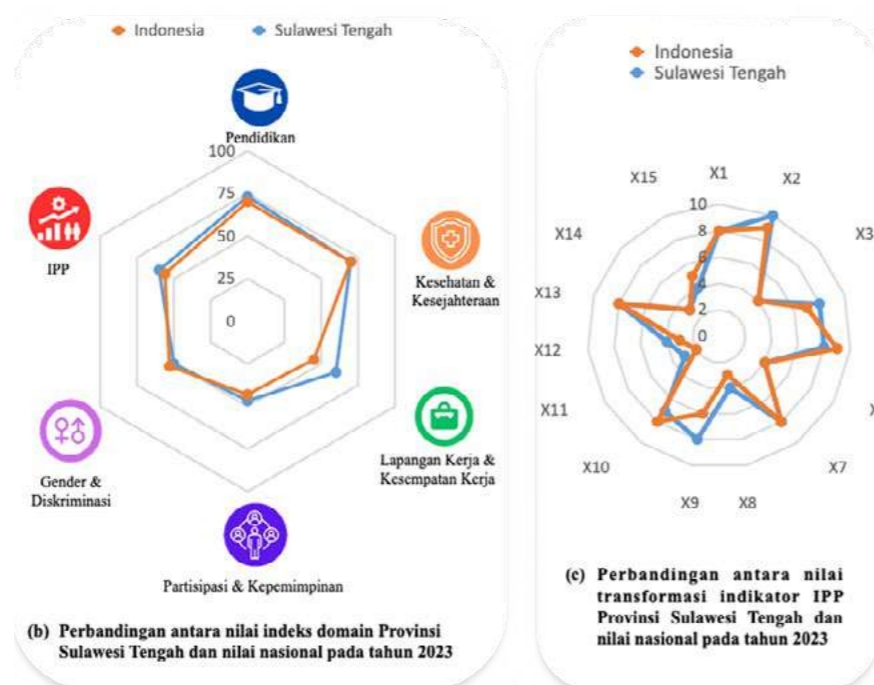 Indonesia
Sulawesi Tengah
Pendidikan
100
75
50
25
0
IPP
Kesehatan &
Kesejahteraan
Gender &
Diskriminasi
Lapangan Kerja &
Kesempatan Kerja
Partisipasi & Kepemimpinan
(b) Perbandingan antara nilai indeks domain Provinsi
Sulawesi Tengah dan nilai nasional pada tahun 2023
Indonesia
Sulawesi Tengah
X1
X15
X2
10
8
6
4
2
0
X14
X3
X13
X12
X11
X10
X9
X8
X7
(c) Perbandingan antara nilai
transformasi indikator IPP
Provinsi Sulawesi Tengah dan
nilai nasional pada tahun 2023